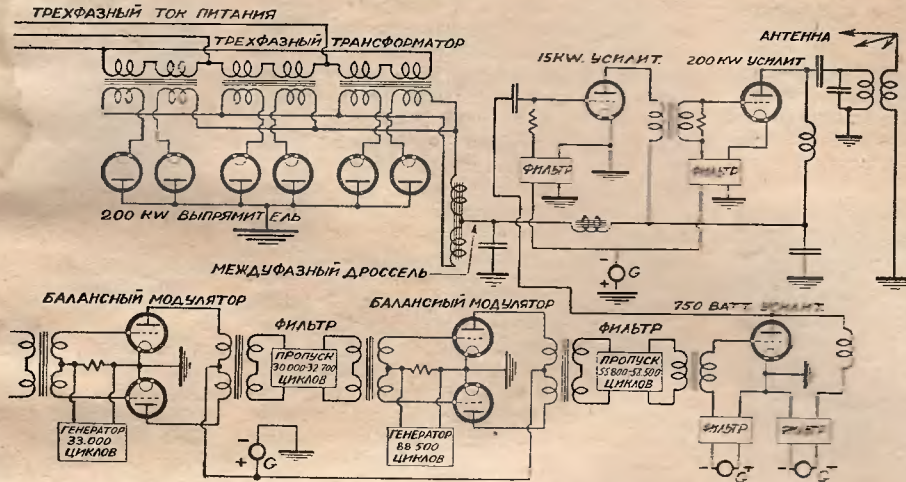 ТРЕХФАЗНЫЙ ТОК ПИТАНИЯ
ТРЕХФАЗНЫЙ ТРАНСФОРМАТОР
АНТЕННА
15KW. УСИЛИТ.
200 KW УСИЛИТ
ФИЛЬТР
ФИЛЬТР
200 KW ВЫПРЯМИТЕЛЬ
МЕЖДУФАЗНЫЙ ДРОССЕЛЬ
- + G
БАЛАНСНЫЙ МОДУЛЯТОР
БАЛАНСНЫЙ МОДУЛЯТОР
750 ВАТТ. УСИЛИТ.
ФИЛЬТР
ФИЛЬТР
ПРОПУСК
30.000-32.700
ЦИКЛОВ
ПРОПУСК
55.800-58.500
ЦИКЛОВ
ГЕНЕРАТОР
33.000
ЦИКЛОВ
- + G
ГЕНЕРАТОР
88 500
ЦИКЛОВ
ФИЛЬТР
ФИЛЬТР
- G +
- G +